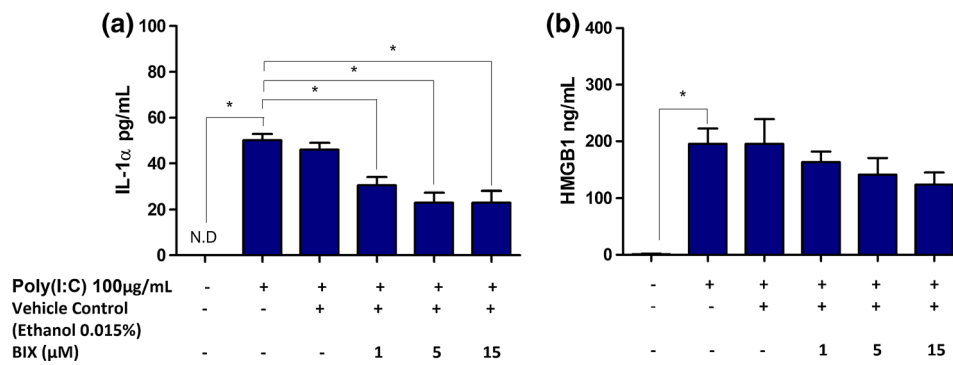 (a)
IL-1α pg/mL
100
80
60
40
20
0
N.D
*
*
*
*
(b)
HMGB1 ng/mL
400
300
200
100
0
*
Poly(I:C) 100µg/mL - + + + + + - + + + + +
Vehicle Control - - + + + + - - + + + +
(Ethanol 0.015%)
BIX (µM) - - - 1 5 15 - - - 1 5 15